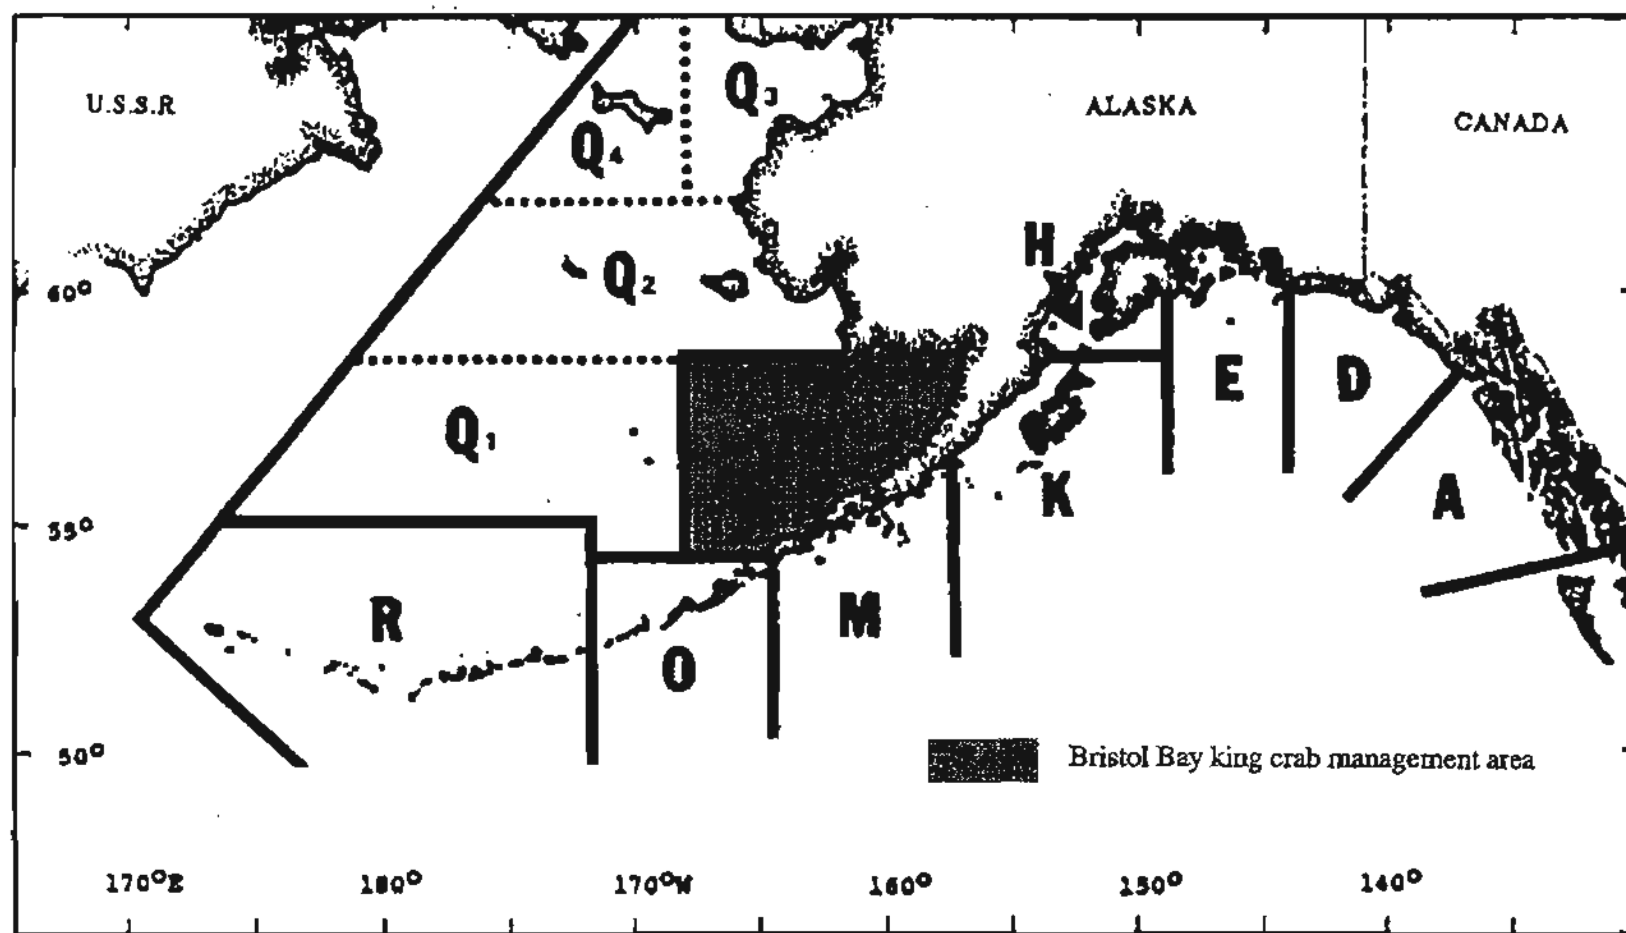 U.S.S.R
Q3
ALASKA
CANADA
Q4
H
Q2
60°
E
D
Q1
K
A
55°
R
M
O
50°
Bristol Bay king crab management area
170°E
180°
170°W
160°
150°
140°